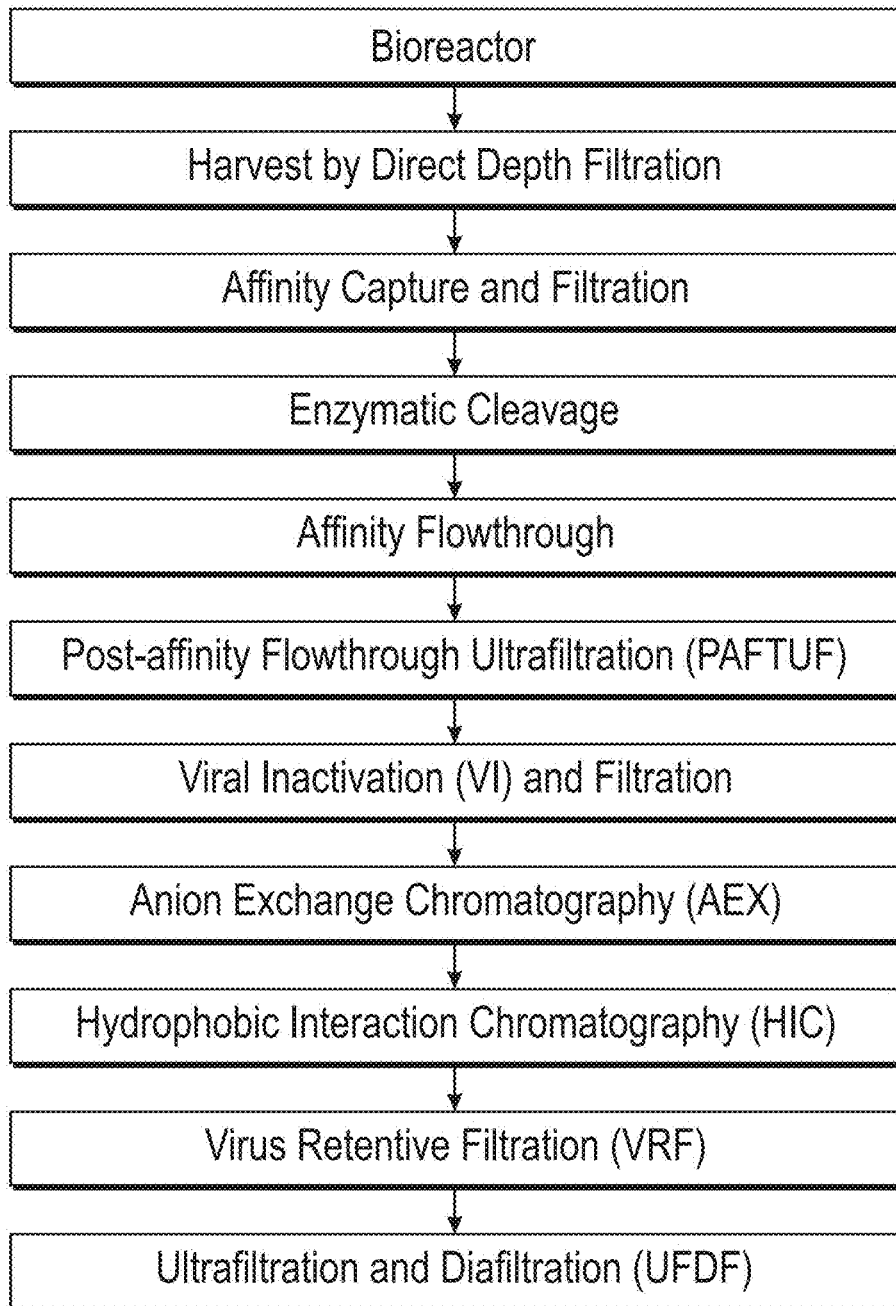 Bioreactor
Harvest by Direct Depth Filtration
Affinity Capture and Filtration
Enzymatic Cleavage
Affinity Flowthrough
Post-affinity Flowthrough Ultrafiltration (PAFTUF)
Viral Inactivation (VI) and Filtration
Anion Exchange Chromatography (AEX)
Hydrophobic Interaction Chromatography (HIC)
Virus Retentive Filtration (VRF)
Ultrafiltration and Diafiltration (UFDF)